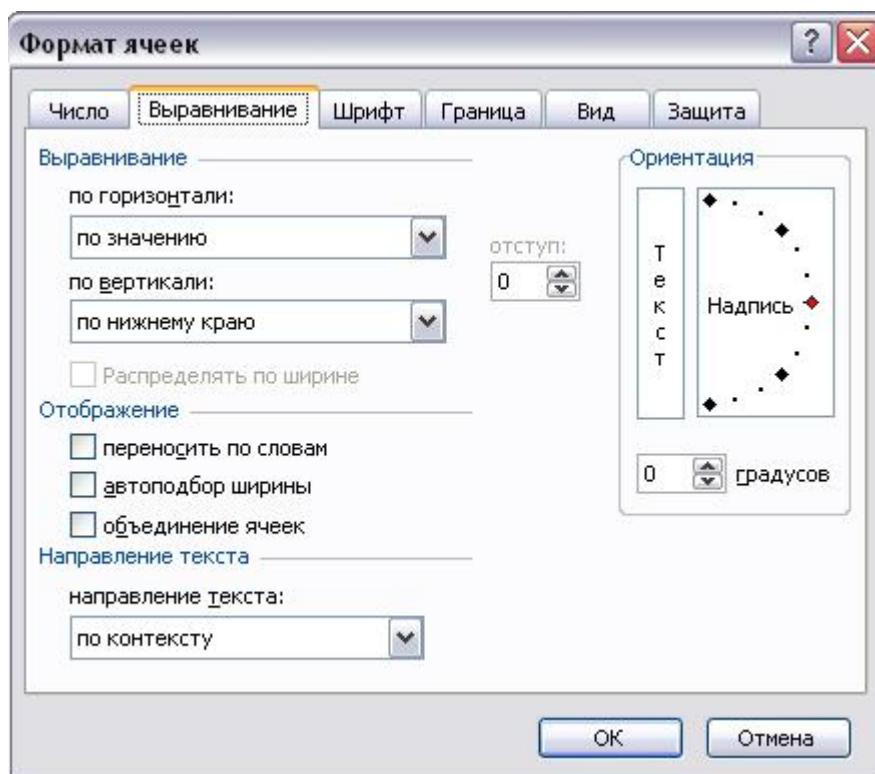 Формат ячеек
Число Выравнивание Шрифт Граница Вид Защита
Выравнивание
по горизонтали:
по значению
отступ:
0
по вертикали:
по нижнему краю
Распределять по ширине
Отображение
переносить по словам
автоподбор ширины
объединение ячеек
Направление текста
направление текста:
по контексту
Ориентация
Текст
Надпись
0 градусов
ОК Отмена